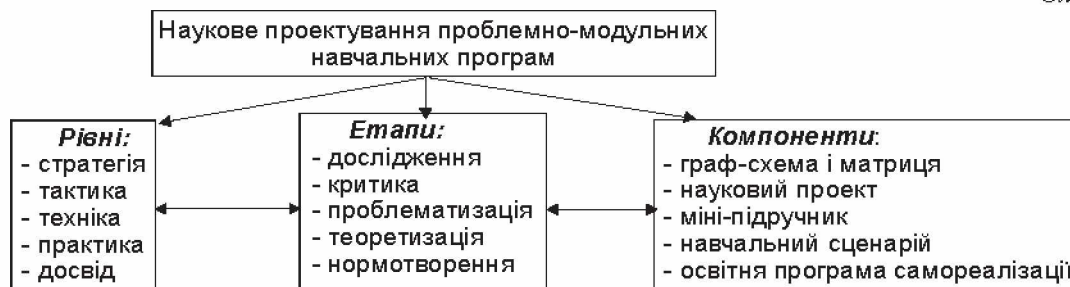 Наукове проектування проблемно-модульних
навчальних програм
Рівні:
- стратегія
- тактика
- техніка
- практика
- досвід
Етапи:
- дослідження
- критика
- проблематизація
- теоретизація
- нормотворення
Компоненти:
- граф-схема і матриця
- науковий проект
- міні-підручник
- навчальний сценарій
- освітня програма самореалізації